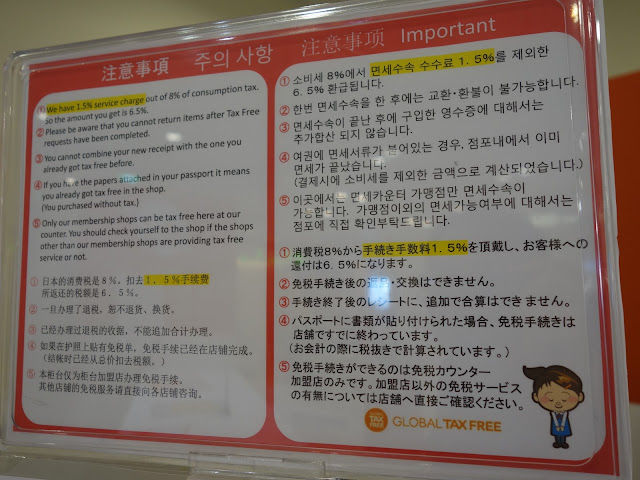 注意事項 주의 사항 注意事項 Important
① We have 1.5% service charge out of 8% of consumption tax.
So the amount you get is 6.5%.
② Please be aware that you cannot return items after Tax Free
requests have been completed.
③ You cannot combine your new receipt with the one you
already got tax free before.
④ If you have the papers attached in your passport it means
you already got tax free in the shop.
(You purchased without tax.)
⑤ Only our membership shops can be tax free here at our
counter. You should check yourself to the shop if the shops
other than our membership shops are providing tax free
service or not.
① 日本的消费税是8%、扣去1．5%手续费
所返还的税额是6．5%。
② 一旦办理了退税，恕不退货、换货。
③ 已经办理过退税的收据，不能追加合计办理。
④ 如果在护照上贴有免税单，免税手续已经在店铺完成。
（结帐时已经从总价扣去税额。）
⑤ 本柜台仅为柜台加盟店办理免税手续。
其他店铺的免税服务请直接向各店铺咨询。
① 소비세 8%에서 면세수속 수수료 1．5%를 제외한
6．5% 환급됩니다.
② 한번 면세수속을 한 후에는 교환·환불이 불가능합니다.
③ 면세수속이 끝난 후에 구입한 영수증에 대해서는
추가합산 되지 않습니다.
④ 여권에 면세서류가 붙어있는 경우, 점포내에서 이미
면세가 끝났습니다.
(결제시에 소비세를 제외한 금액으로 계산되었습니다.)
⑤ 이곳에서는 면세카운터 가맹점만 면세수속이
가능합니다. 가맹점이외의 면세가능여부에 대해서는
점포에 직접 확인부탁드립니다.
① 消費税8%から手続き手数料1．5%を頂戴し、お客様への
還付は6．5%になります。
② 免税手続き後の返品・交換はできません。
③ 手続き終了後のレシートに、追加で合算はできません。
④ パスポートに書類が貼り付けられた場合、免税手続きは
店舗ですでに終わっています。
（お会計の際に税抜きで計算されています。）
⑤ 免税手続きができるのは免税カウンター
加盟店のみです。加盟店以外の免税サービス
の有無については店舗へ直接ご確認ください。
TAX FREE GLOBAL TAX FREE